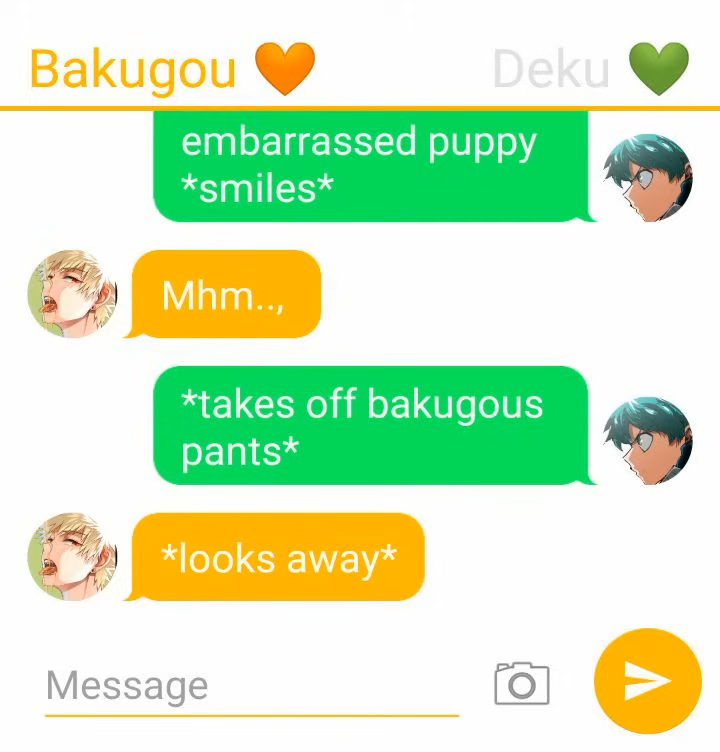 Bakugou 🧡 Deku 💚
embarrassed puppy
*smiles*
Mhm..,
*takes off bakugous
pants*
*looks away*
Message